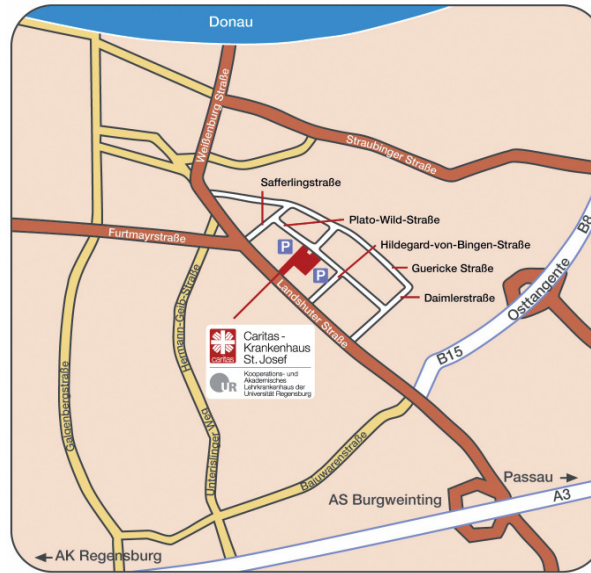 Donau
Weißenburg Straße
Straubinger Straße
Safferlingstraße
Plato-Wild-Straße
Hildegard-von-Bingen-Straße
Furtmayrstraße
Guericke Straße
B8
P
P
Daimlerstraße
Osttangente
Hermann-Geib-Straße
Landshuter Straße
caritas
Caritas -
Krankenhaus
St. Josef
UR
Kooperations- und
Akademisches
Lehrkrankenhaus der
Universität Regensburg
B15
Galgenbergstraße
Unterislinger Weg
Bajuwarenstraße
Passau
AS Burgweinting
A3
AK Regensburg